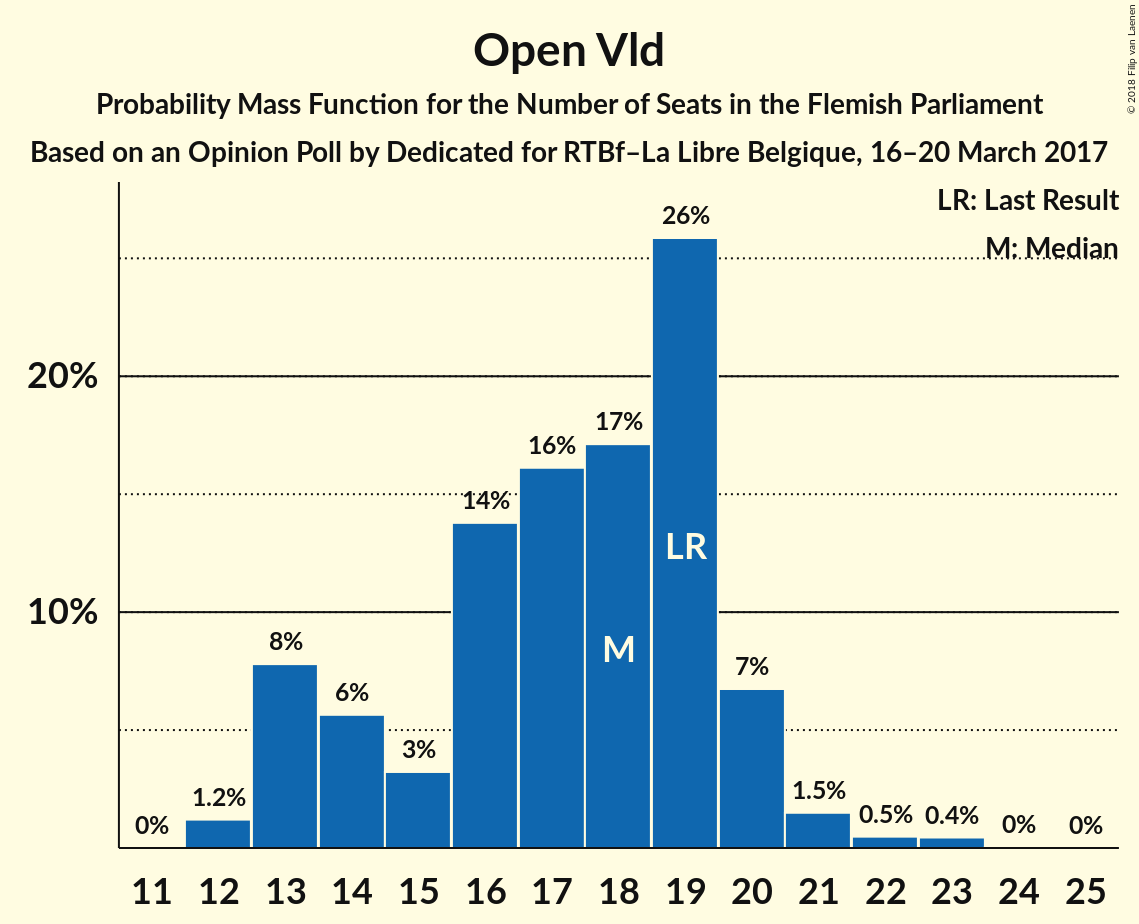 Open Vld
Probability Mass Function for the Number of Seats in the Flemish Parliament
Based on an Opinion Poll by Dedicated for RTBf–La Libre Belgique, 16–20 March 2017
© 2018 Filip van Laenen
LR: Last Result
M: Median
20%
10%
0%
1.2%
8%
6%
3%
14%
16%
17%
26%
7%
1.5%
0.5%
0.4%
0%
0%
LR
M
11 12 13 14 15 16 17 18 19 20 21 22 23 24 25